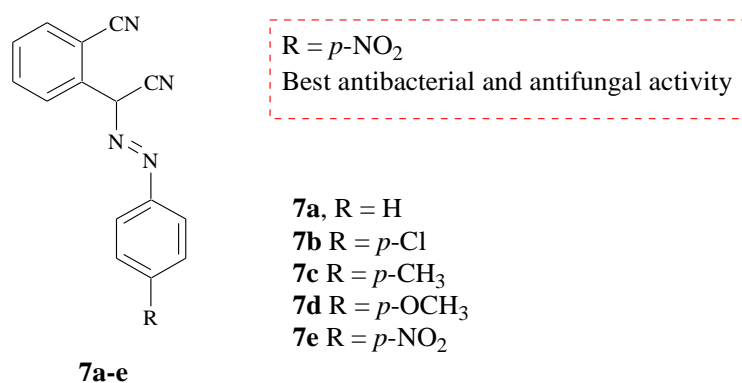 CN
CN
N
N
R
7a-e
R = p-NO₂
Best antibacterial and antifungal activity
7a, R = H
7b R = p-Cl
7c R = p-CH₃
7d R = p-OCH₃
7e R = p-NO₂